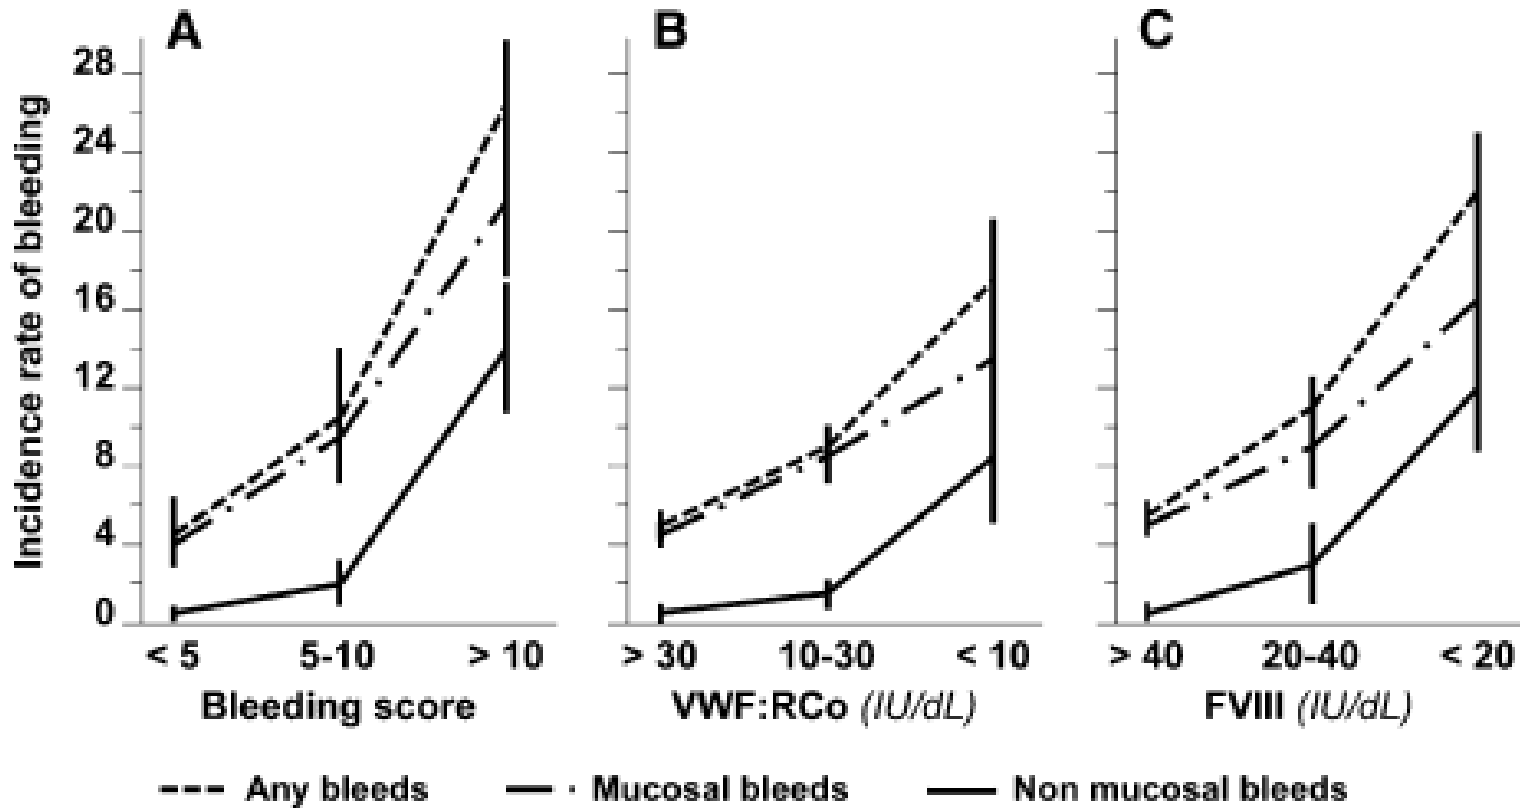 A B C
Incidence rate of bleeding
28
24
20
16
12
8
4
0
< 5 5-10 > 10 > 30 10-30 < 10 > 40 20-40 < 20
Bleeding score VWF:RCo (IU/dL) FVIII (IU/dL)
Any bleeds Mucosal bleeds Non mucosal bleeds